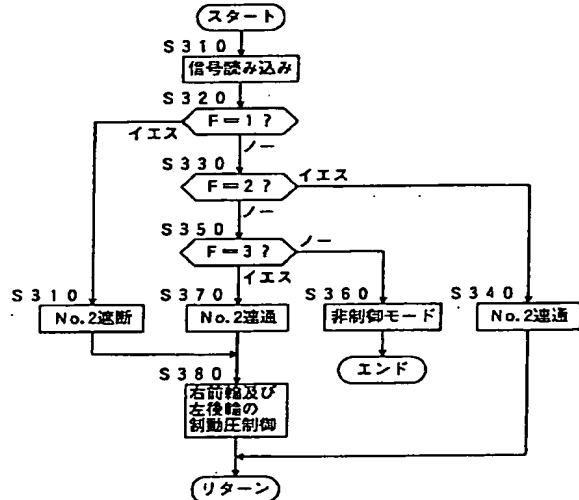 スタート
S310
信号読み込み
S320
F=1?
イエス
ノー
S330
F=2?
イエス
ノー
S350
F=3?
ノー
イエス
S310
No.2遮断
S370
No.2連通
S360
非制御モード
S340
No.2連通
エンド
S380
右前輪及び
左後輪の
制動圧制御
リターン